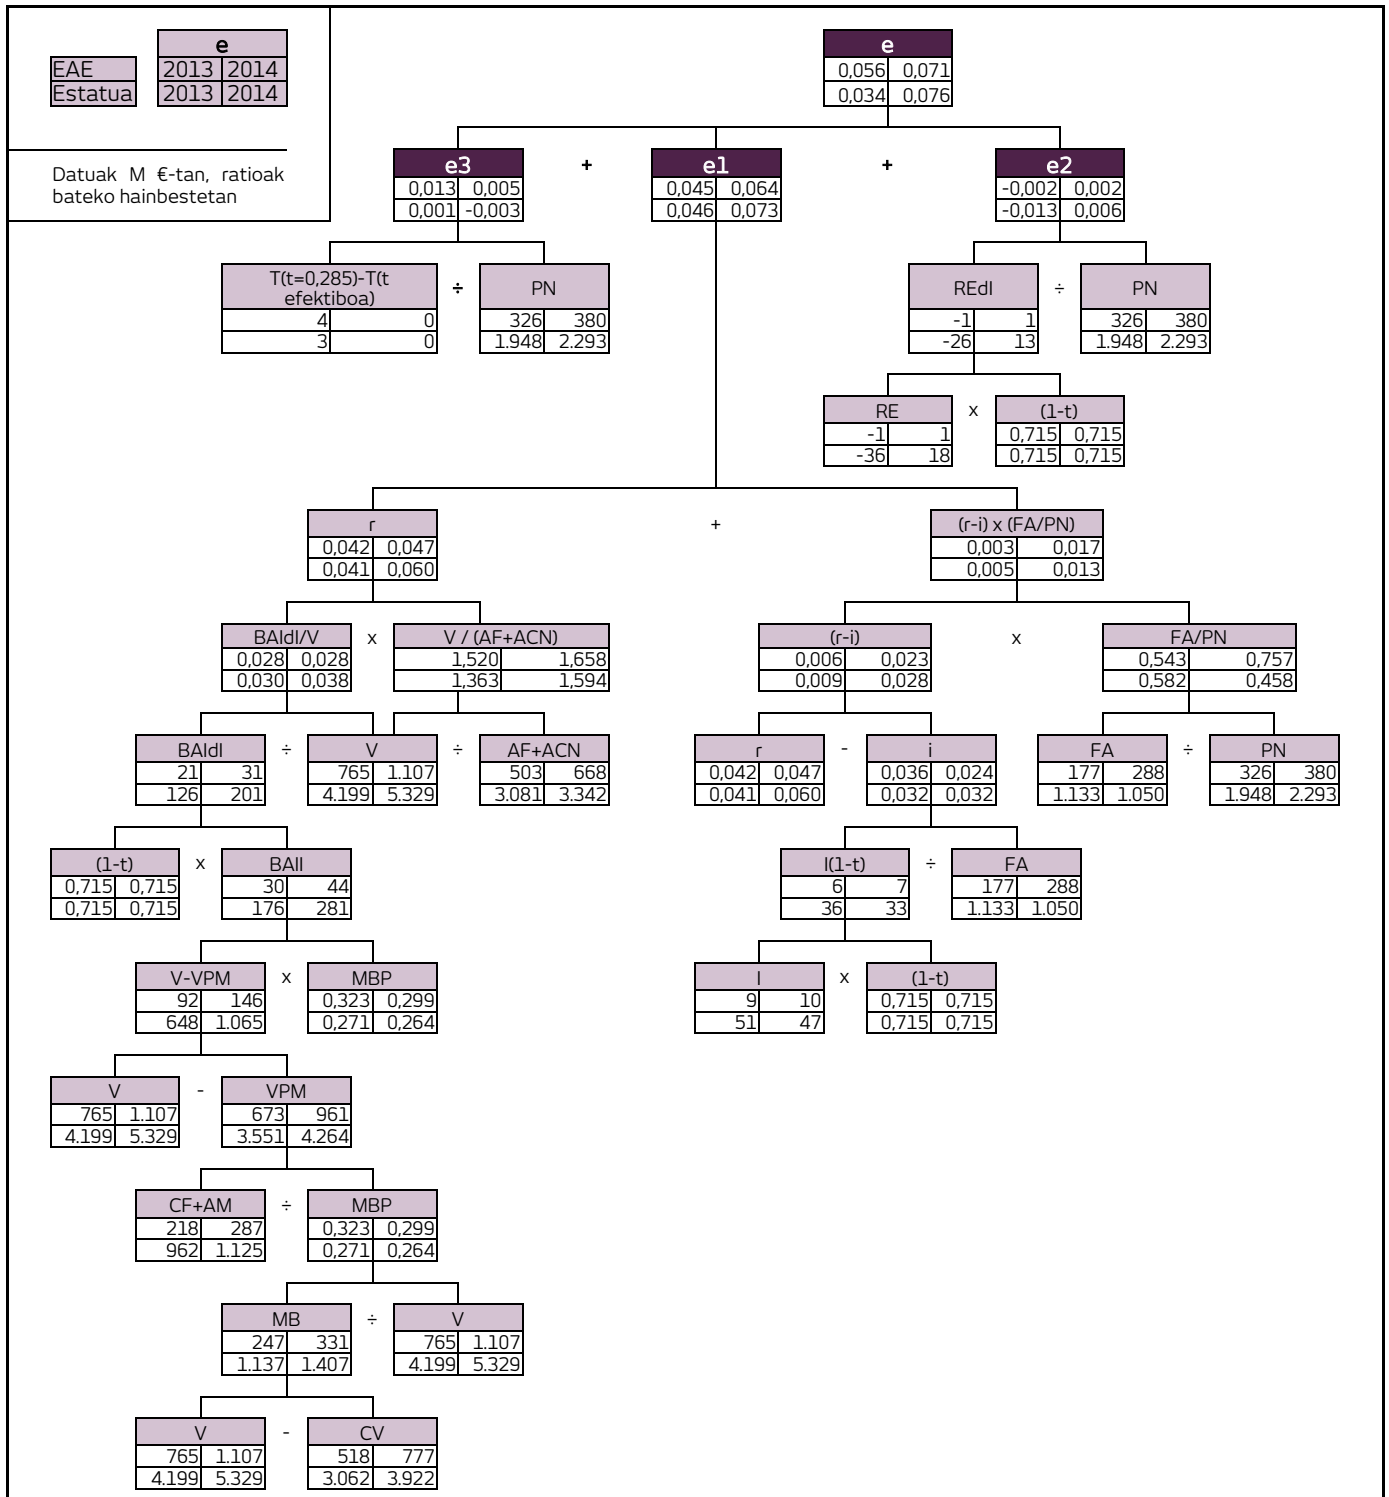 e
EAE 2013 2014
Estatua 2013 2014
Datuak M €-tan, ratioak
bateko hainbestetan
e
0,056 0,071
0,034 0,076
e3 + e1 + e2
0,013 0,005 0,045 0,064 -0,002 0,002
0,001 -0,003 0,046 0,073 -0,013 0,006
T(t=0,285)-T(t
efektiboa) ÷ PN REdI ÷ PN
4 0 326 380 -1 1 326 380
3 0 1.948 2.293 -26 13 1.948 2.293
RE x (1-t)
-1 1 0,715 0,715
-36 18 0,715 0,715
r + (r-i) x (FA/PN)
0,042 0,047 0,003 0,017
0,041 0,060 0,005 0,013
BAIdI/V x V / (AF+ACN) (r-i) x FA/PN
0,028 0,028 1,520 1,658 0,006 0,023 0,543 0,757
0,030 0,038 1,363 1,594 0,009 0,028 0,582 0,458
BAIdI ÷ V ÷ AF+ACN r - i FA ÷ PN
21 31 765 1.107 503 668 0,042 0,047 0,036 0,024 177 288 326 380
126 201 4.199 5.329 3.081 3.342 0,041 0,060 0,032 0,032 1.133 1.050 1.948 2.293
(1-t) x BAII I(1-t) ÷ FA
0,715 0,715 30 44 6 7 177 288
0,715 0,715 176 281 36 33 1.133 1.050
V-VPM x MBP I x (1-t)
92 146 0,323 0,299 9 10 0,715 0,715
648 1.065 0,271 0,264 51 47 0,715 0,715
V - VPM
765 1.107 673 961
4.199 5.329 3.551 4.264
CF+AM ÷ MBP
218 287 0,323 0,299
962 1.125 0,271 0,264
MB ÷ V
247 331 765 1.107
1.137 1.407 4.199 5.329
V - CV
765 1.107 518 777
4.199 5.329 3.062 3.922